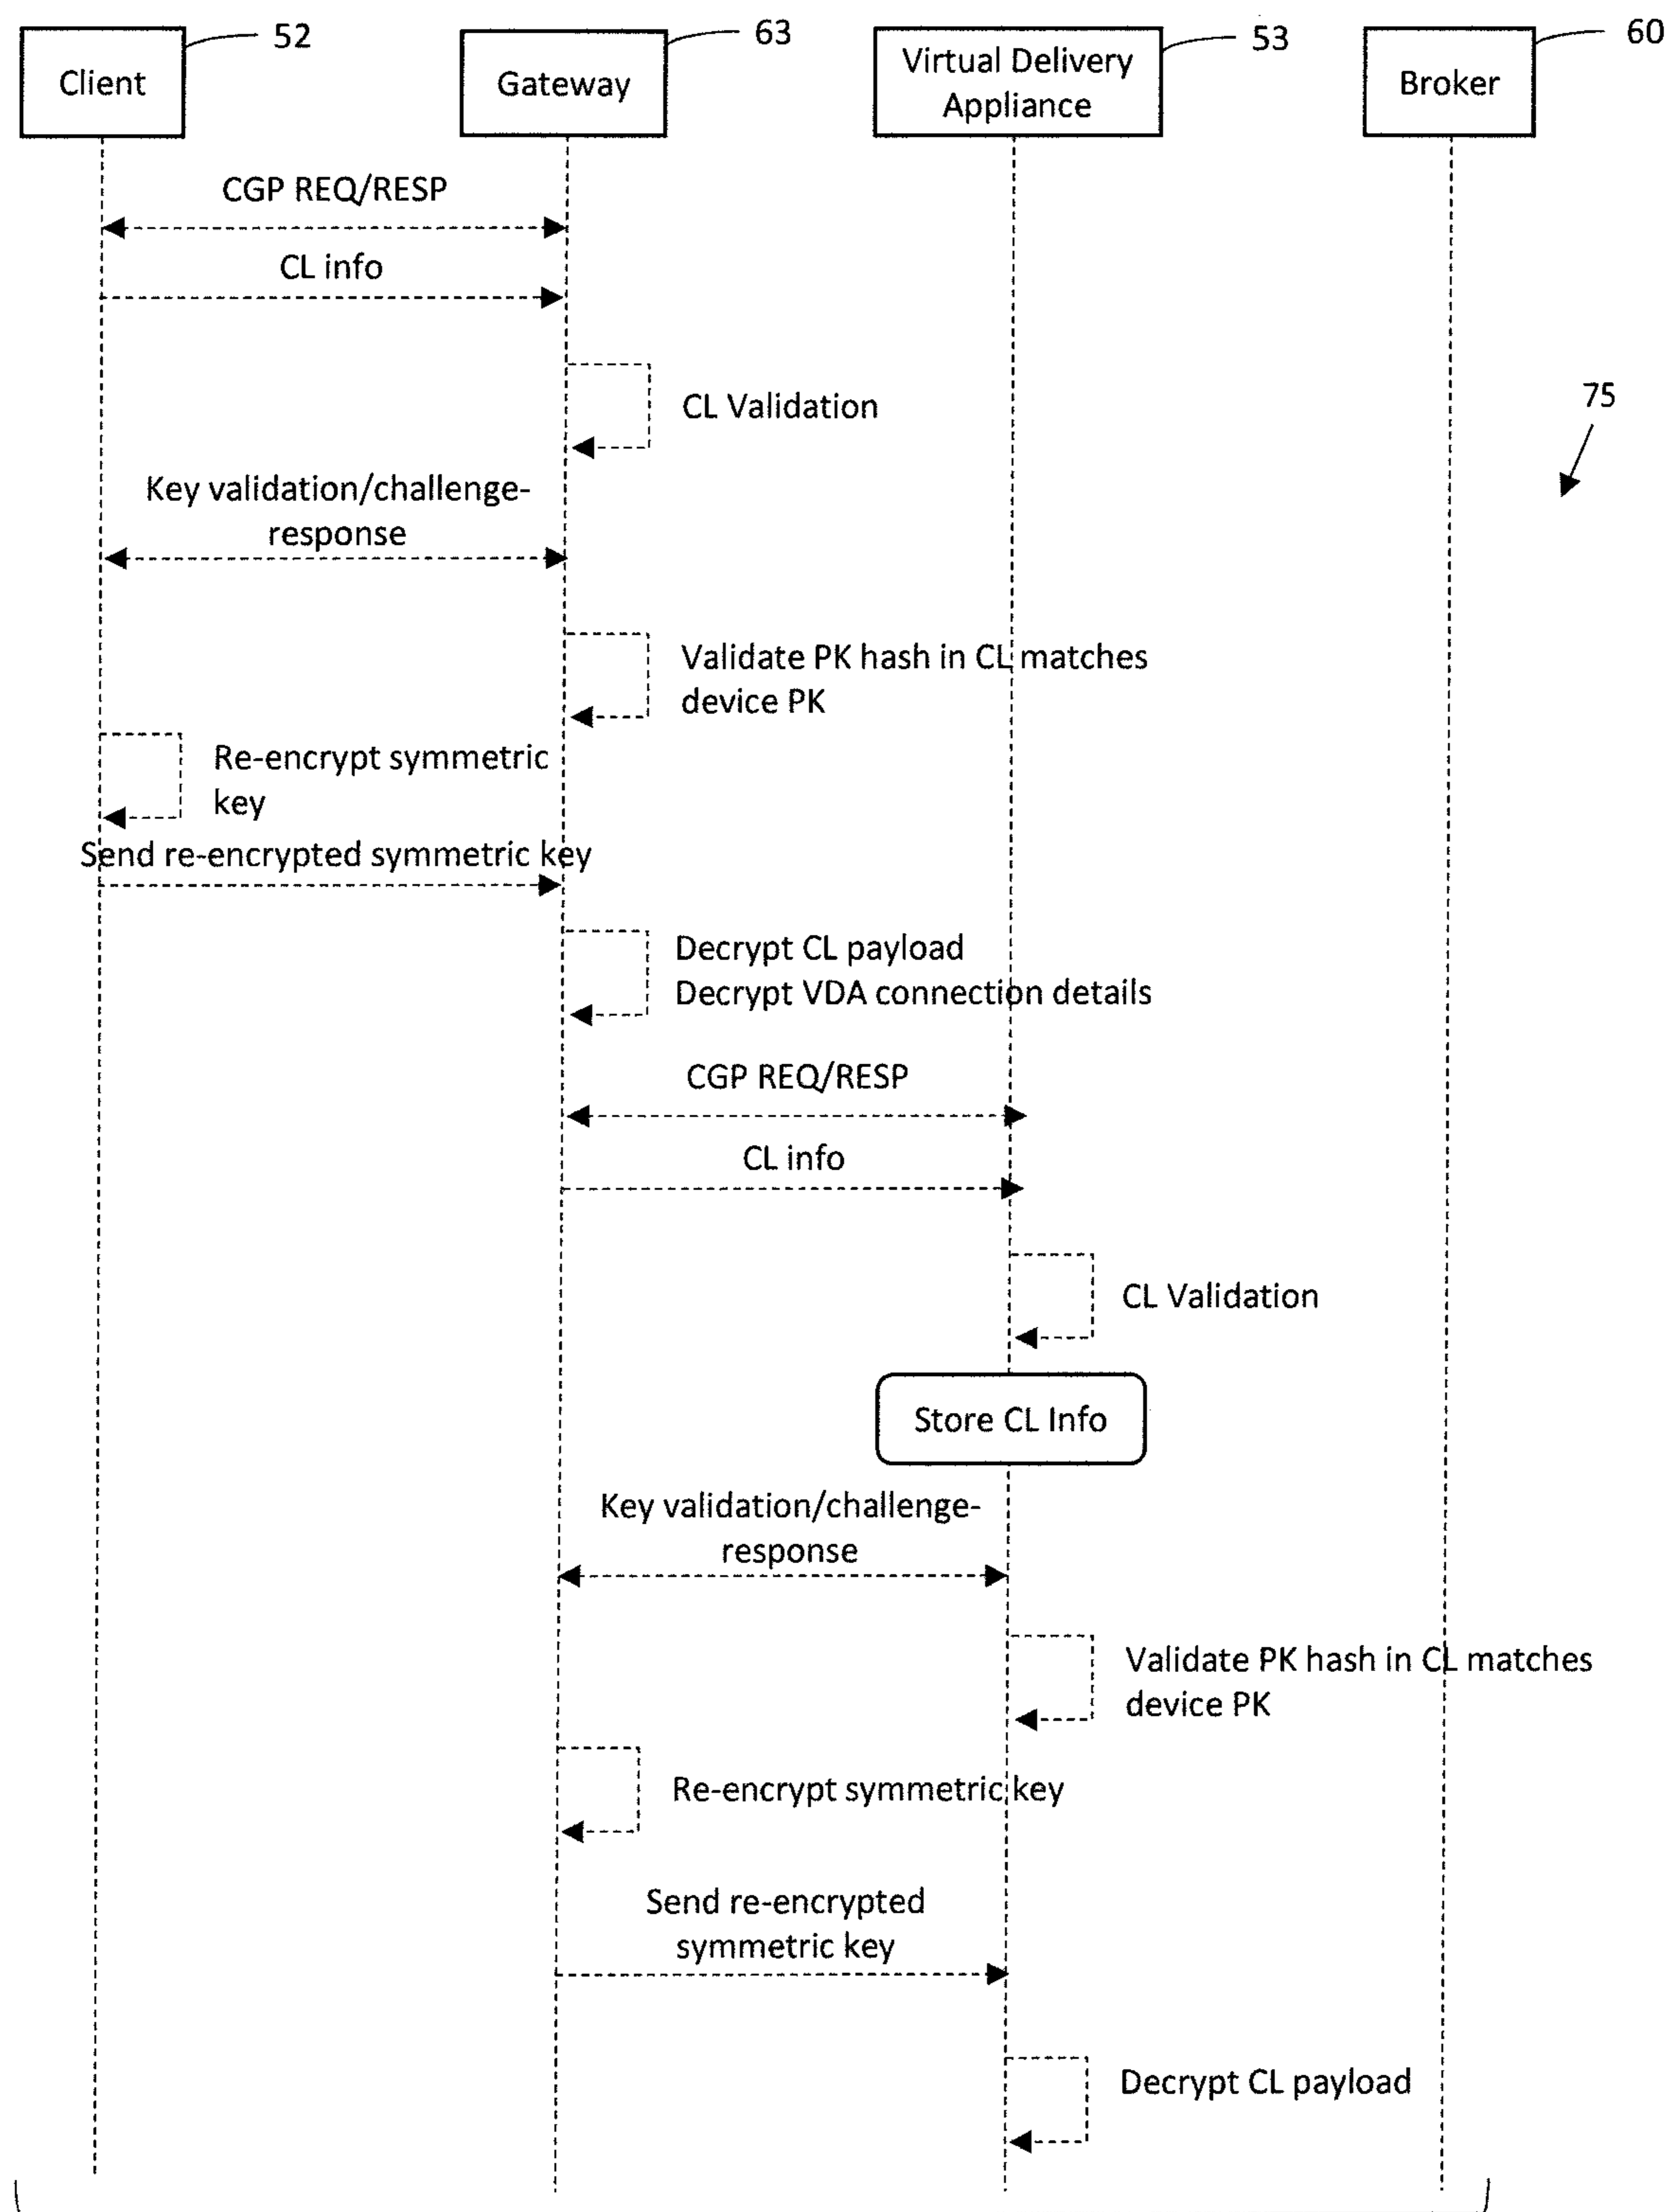 52
63
53
60
Client
Gateway
Virtual Delivery
Appliance
Broker
CGP REQ/RESP
CL info
CL Validation
75
Key validation/challenge-
response
Validate PK hash in CL matches
device PK
Re-encrypt symmetric
key
Send re-encrypted symmetric key
Decrypt CL payload
Decrypt VDA connection details
CGP REQ/RESP
CL info
CL Validation
Store CL Info
Key validation/challenge-
response
Validate PK hash in CL matches
device PK
Re-encrypt symmetric key
Send re-encrypted
symmetric key
Decrypt CL payload